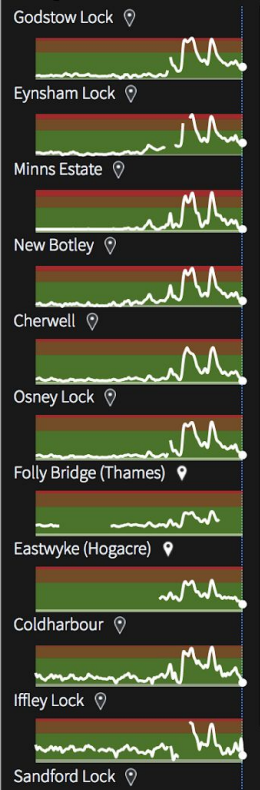 Godstow Lock
Eynsham Lock
Minns Estate
New Botley
Cherwell
Osney Lock
Folly Bridge (Thames)
Eastwyke (Hogacre)
Coldharbour
Iffley Lock
Sandford Lock